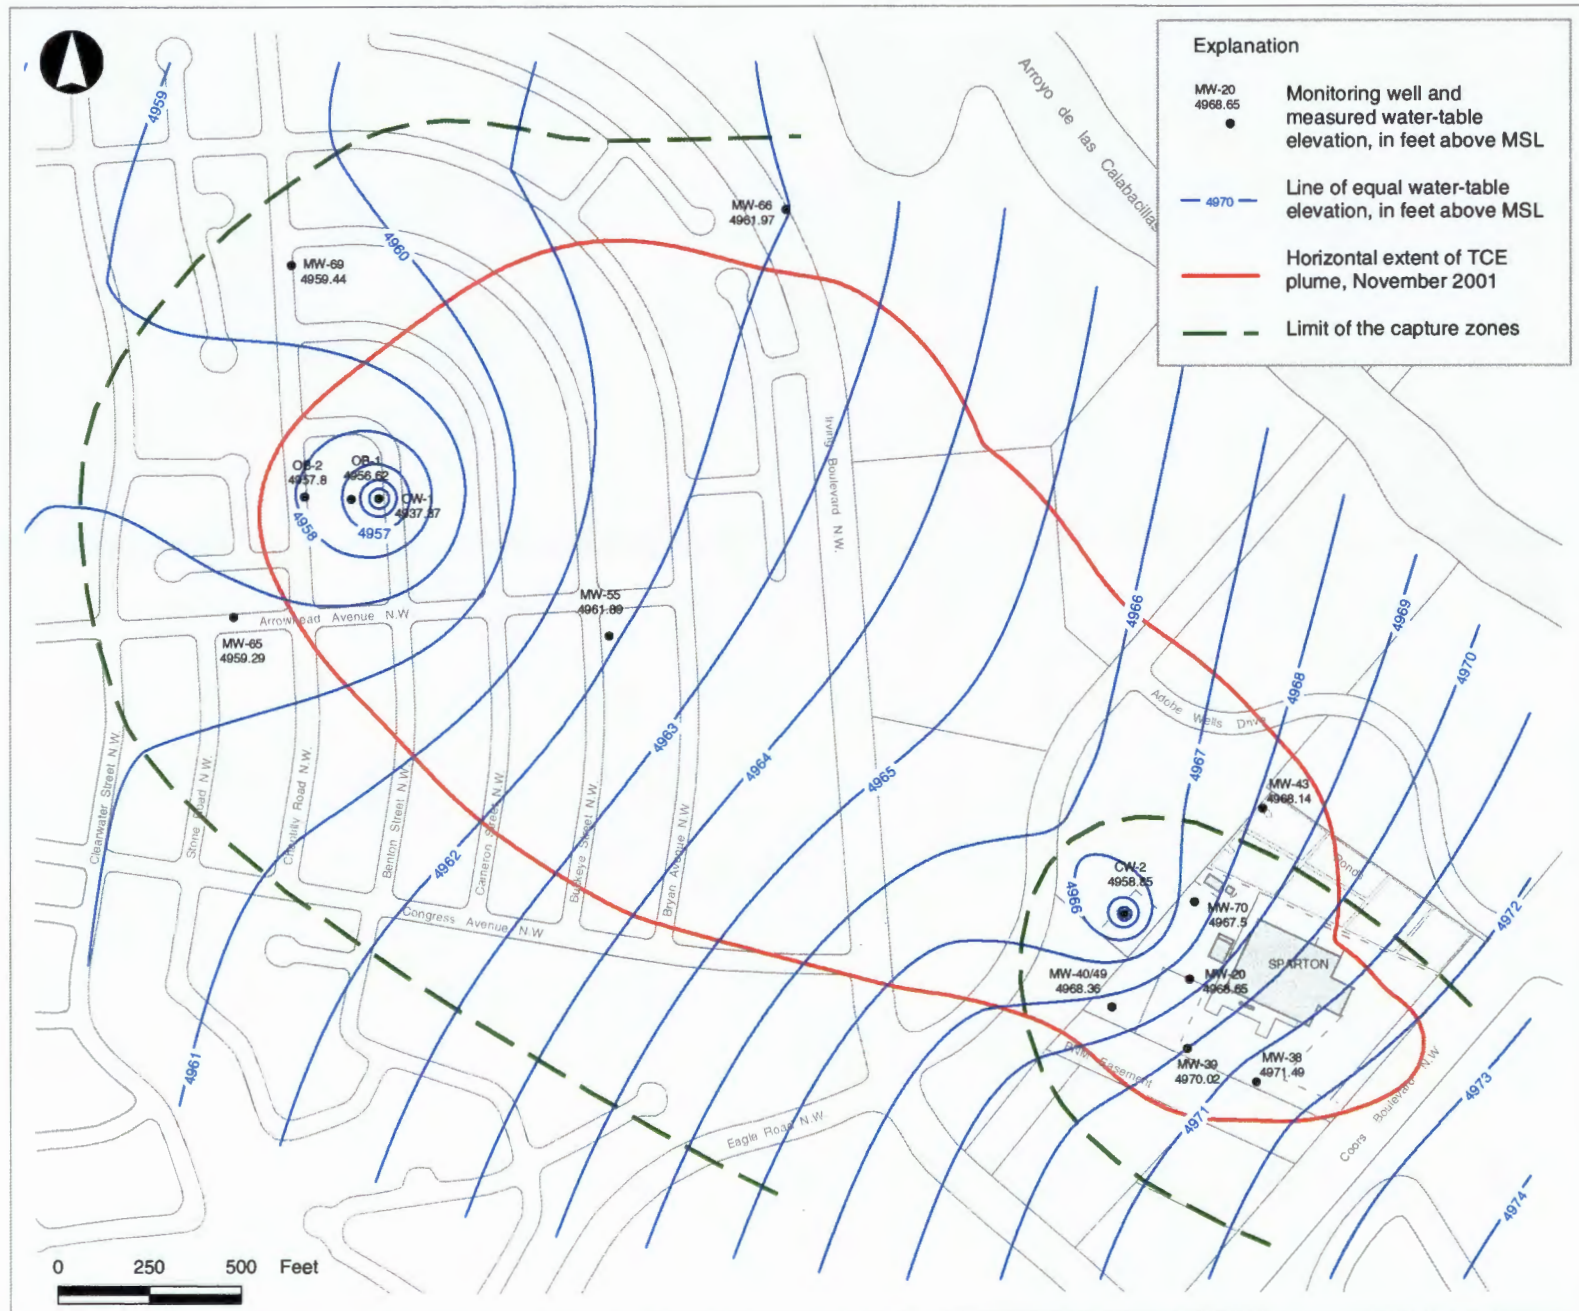 Explanation
MW-20
4968.65
Monitoring well and
measured water-table
elevation, in feet above MSL
4970
Line of equal water-table
elevation, in feet above MSL
Horizontal extent of TCE
plume, November 2001
Limit of the capture zones
Arroyo de las Calabacillas
4959
MW-66
4961.97
4960
MW-69
4959.44
Irving Boulevard N.W.
OB-2
4957.8
OB-1
4956.62
CW-1
4937.37
4958
4957
MW-55
4961.89
Arrowhead Avenue N.W
MW-65
4959.29
4966
4969
4970
4968
Adobe Wells Drive
4967
4963
4964
4965
MW-43
4968.14
Clearwater Street N.W.
Stone Road N.W.
Chantilly Road N.W.
Benton Street N.W.
Cameron Street N.W.
Buckeye Street N.W.
Bryan Avenue N.W
4962
Congress Avenue N.W
Ponds
CW-2
4958.85
4966
MW-70
4967.5
4972
SPARTON
MW-40/49
4968.36
MW-20
4968.65
PNM Easement
MW-39
4970.02
MW-38
4971.49
4961
4971
4973
Coors Boulevard N.W
Eagle Road N.W.
4974
0 250 500 Feet